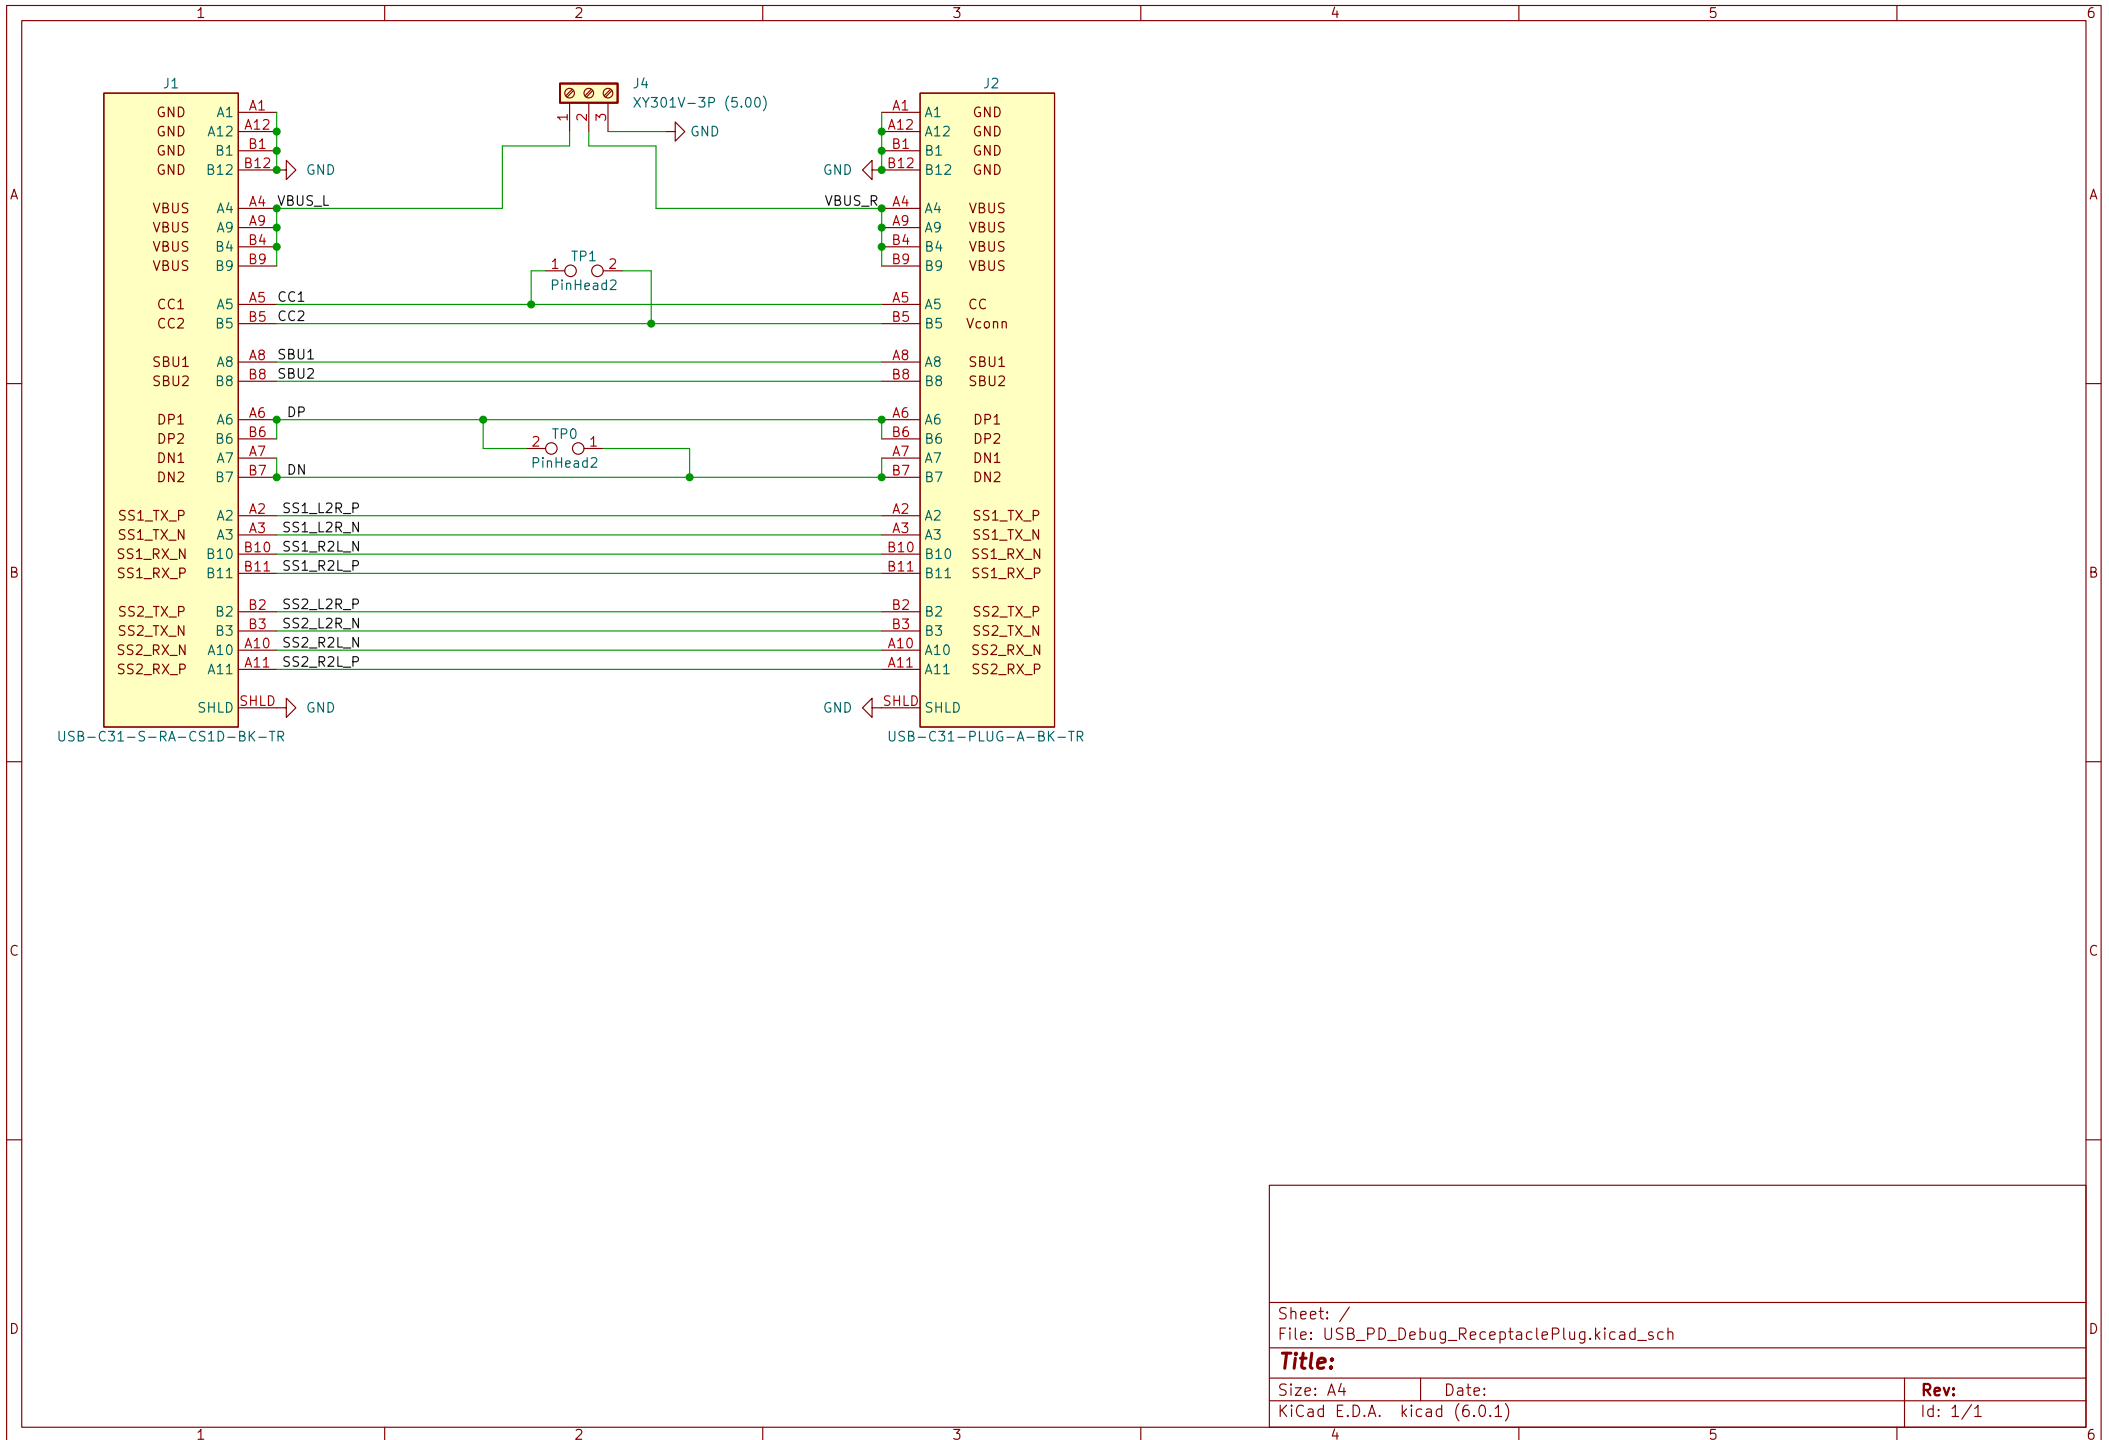 1 2 3 4 5 6
J1
GND A1 A1
GND A12 A12
GND B1 B1
GND B12 B12 GND
VBUS A4 A4 VBUS_L
VBUS A9 A9
VBUS B4 B4
VBUS B9 B9
CC1 A5 A5 CC1
CC2 B5 B5 CC2
SBU1 A8 A8 SBU1
SBU2 B8 B8 SBU2
DP1 A6 A6 DP
DP2 B6 B6
DN1 A7 A7
DN2 B7 B7 DN
SS1_TX_P A2 A2 SS1_L2R_P
SS1_TX_N A3 A3 SS1_L2R_N
SS1_RX_N B10 B10 SS1_R2L_N
SS1_RX_P B11 B11 SS1_R2L_P
SS2_TX_P B2 B2 SS2_L2R_P
SS2_TX_N B3 B3 SS2_L2R_N
SS2_RX_N A10 A10 SS2_R2L_N
SS2_RX_P A11 A11 SS2_R2L_P
SHLD SHLD GND
USB-C31-S-RA-CS1D-BK-TR
J4
XY301V-3P (5.00)
1 2 3
GND
TP1
1 2
PinHead2
TP0
2 1
PinHead2
J2
A1 A1 GND
A12 A12 GND
B1 B1 GND
GND B12 B12 GND
VBUS_R A4 A4 VBUS
A9 A9 VBUS
B4 B4 VBUS
B9 B9 VBUS
A5 A5 CC
B5 B5 Vconn
A8 A8 SBU1
B8 B8 SBU2
A6 A6 DP1
B6 B6 DP2
A7 A7 DN1
B7 B7 DN2
A2 A2 SS1_TX_P
A3 A3 SS1_TX_N
B10 B10 SS1_RX_N
B11 B11 SS1_RX_P
B2 B2 SS2_TX_P
B3 B3 SS2_TX_N
A10 A10 SS2_RX_N
A11 A11 SS2_RX_P
GND SHLD SHLD
USB-C31-PLUG-A-BK-TR
A A
B B
C C
D D
Sheet: /
File: USB_PD_Debug_ReceptaclePlug.kicad_sch
Title:
Size: A4 Date: Rev:
KiCad E.D.A. kicad (6.0.1) Id: 1/1
1 2 3 4 5 6